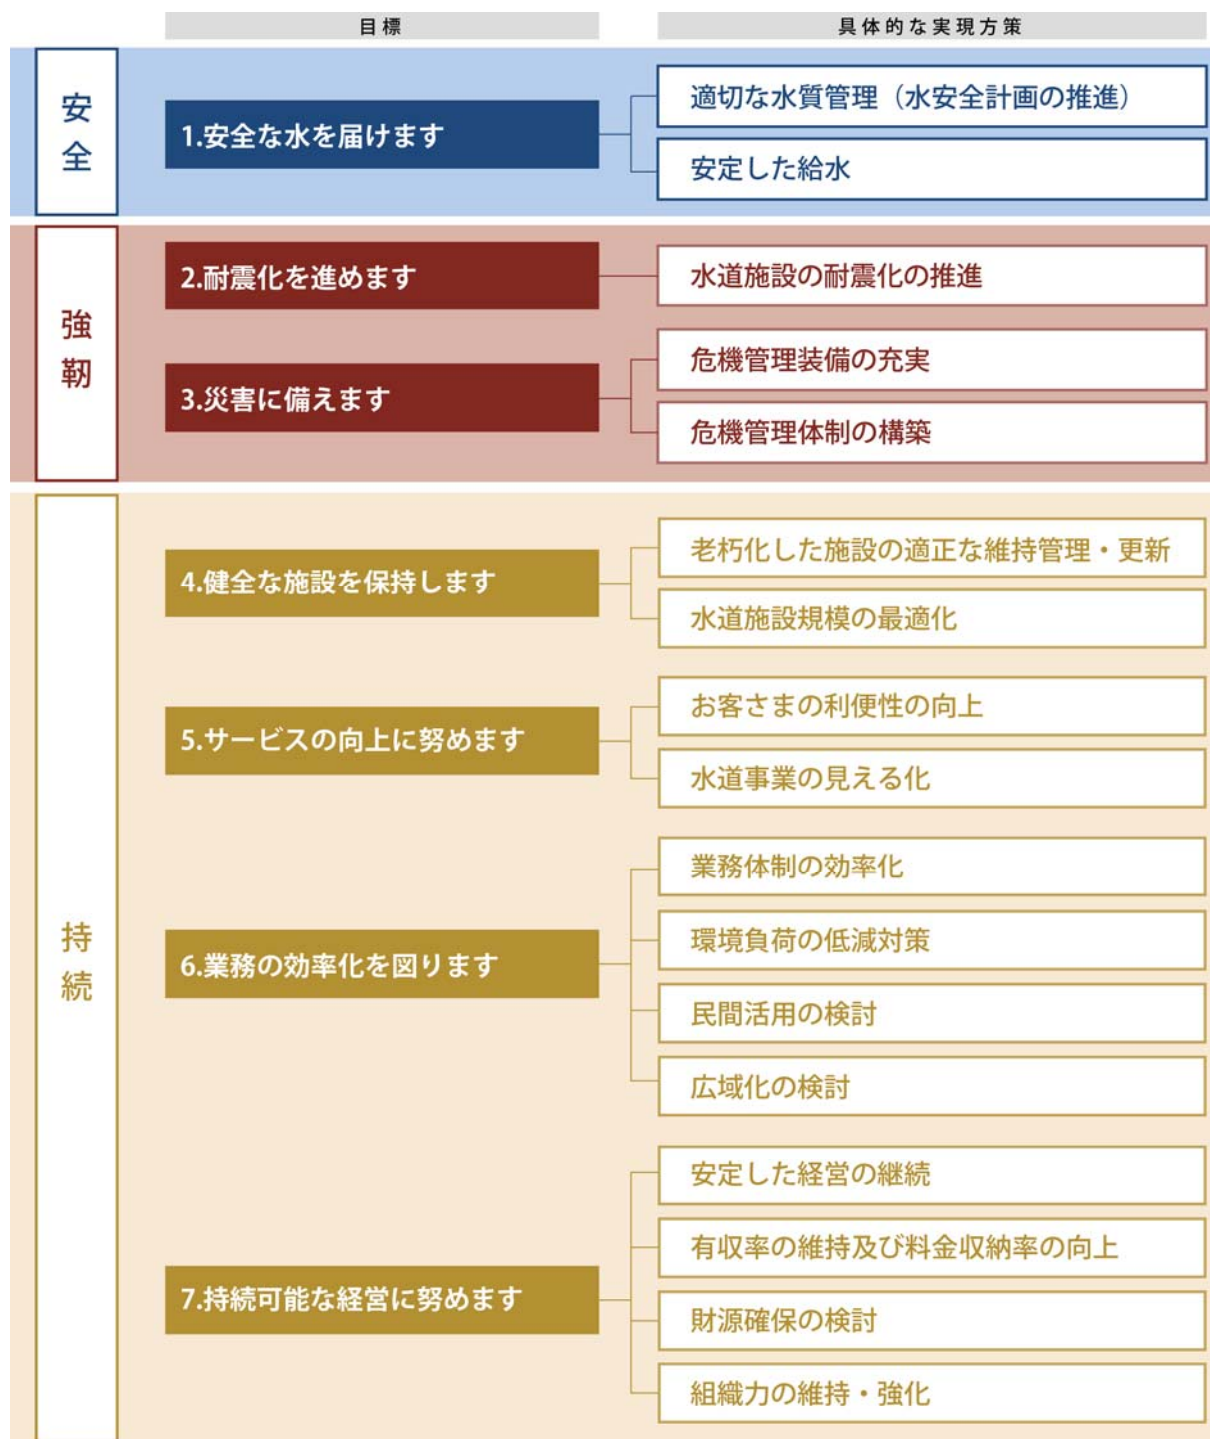 目標
具体的な実現方策
安全
1.安全な水を届けます
適切な水質管理（水安全計画の推進）
安定した給水
強靭
2.耐震化を進めます
水道施設の耐震化の推進
3.災害に備えます
危機管理装備の充実
危機管理体制の構築
持続
4.健全な施設を保持します
老朽化した施設の適正な維持管理・更新
水道施設規模の最適化
5.サービスの向上に努めます
お客さまの利便性の向上
水道事業の見える化
6.業務の効率化を図ります
業務体制の効率化
環境負荷の低減対策
民間活用の検討
広域化の検討
7.持続可能な経営に努めます
安定した経営の継続
有収率の維持及び料金収納率の向上
財源確保の検討
組織力の維持・強化